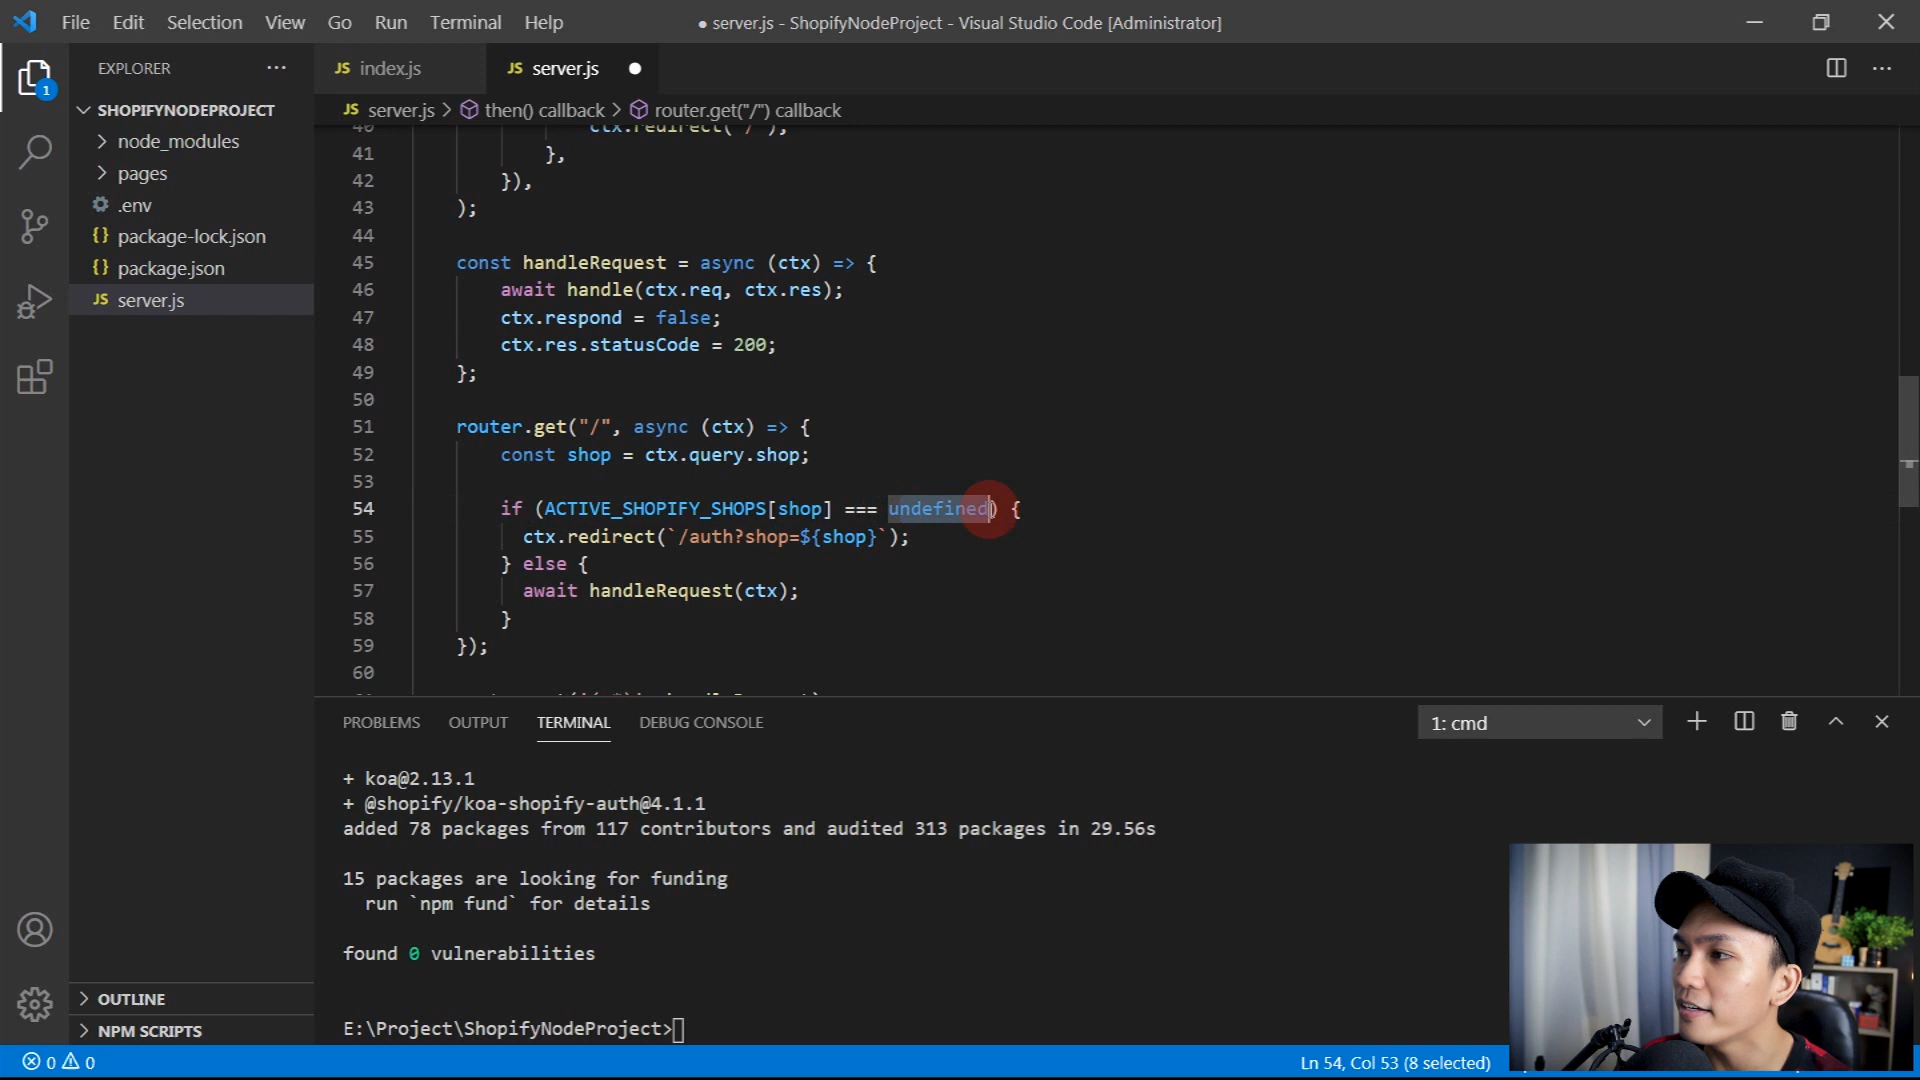 File Edit Selection View Go Run Terminal Help
● server.js - ShopifyNodeProject - Visual Studio Code [Administrator]
EXPLORER
1
SHOPIFYNODEPROJECT
node_modules
pages
.env
{} package-lock.json
{} package.json
JS server.js
OUTLINE
NPM SCRIPTS
JS index.js
JS server.js ●
JS server.js > then() callback > router.get("/") callback
40 ctx.redirect("/");
41 },
42 }),
43 );
44
45 const handleRequest = async (ctx) => {
46 await handle(ctx.req, ctx.res);
47 ctx.respond = false;
48 ctx.res.statusCode = 200;
49 };
50
51 router.get("/", async (ctx) => {
52 const shop = ctx.query.shop;
53
54 if (ACTIVE_SHOPIFY_SHOPS[shop] === undefined) {
55 ctx.redirect(`/auth?shop=${shop}`);
56 } else {
57 await handleRequest(ctx);
58 }
59 });
60
PROBLEMS OUTPUT TERMINAL DEBUG CONSOLE
1: cmd
+ koa@2.13.1
+ @shopify/koa-shopify-auth@4.1.1
added 78 packages from 117 contributors and audited 313 packages in 29.56s
15 packages are looking for funding
run `npm fund` for details
found 0 vulnerabilities
E:\Project\ShopifyNodeProject>
0 0
Ln 54, Col 53 (8 selected)